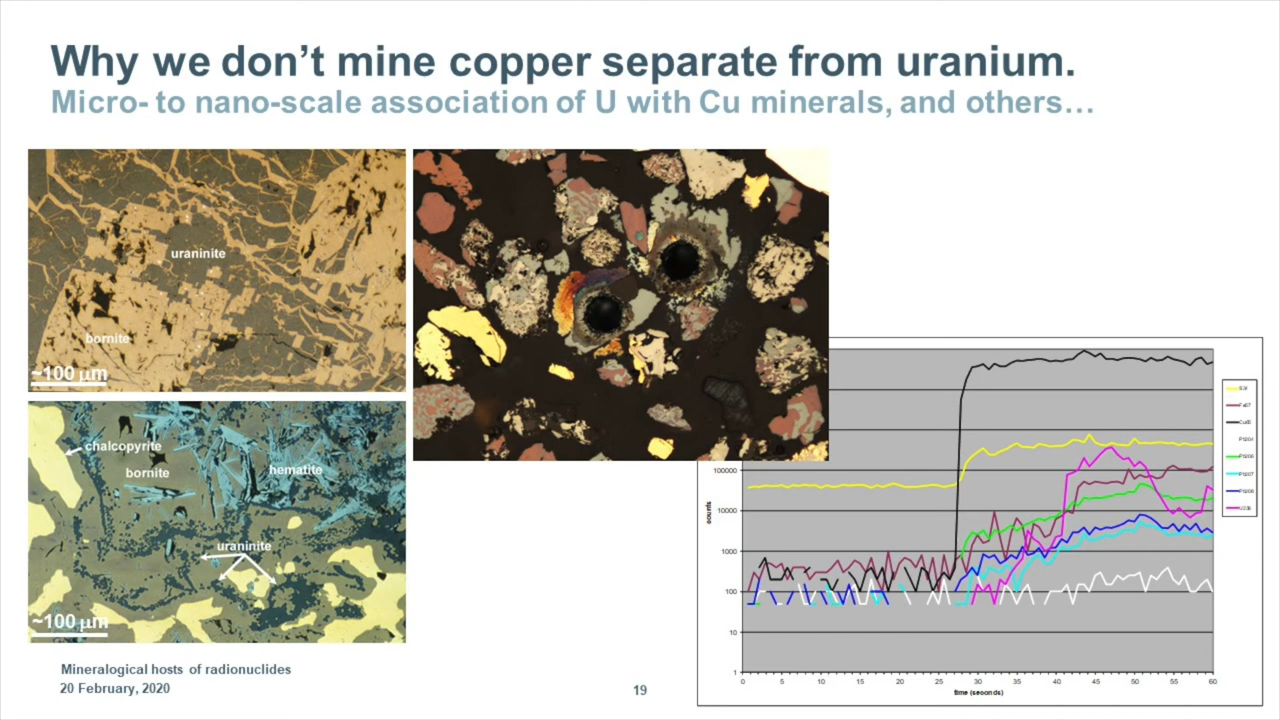 Why we don't mine copper separate from uranium.
Micro- to nano-scale association of U with Cu minerals, and others…
uraninite
bornite
~100 µm
chalcopyrite
bornite
hematite
uraninite
~100 µm
100000
10000
1000
100
10
1
counts
0 5 10 15 20 25 30 35 40 45 50 55 60
time (seconds)
Mineralogical hosts of radionuclides
20 February, 2020
19